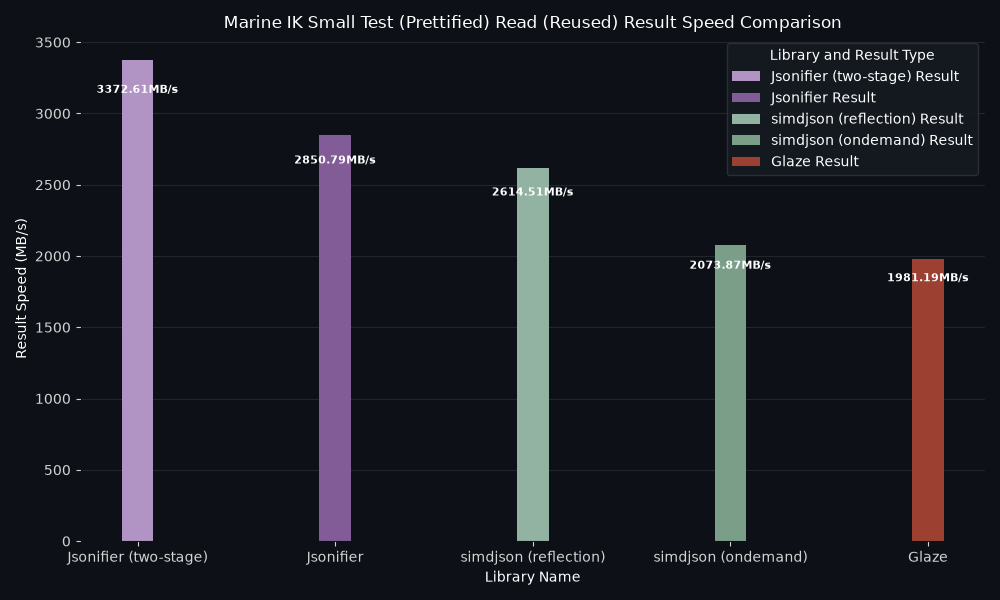 Marine IK Small Test (Prettified) Read (Reused) Result Speed Comparison
Library and Result Type
Jsonifier (two-stage) Result
Jsonifier Result
simdjson (reflection) Result
simdjson (ondemand) Result
Glaze Result
Result Speed (MB/s)
3500
3000
2500
2000
1500
1000
500
0
3372.61MB/s
2850.79MB/s
2614.51MB/s
2073.87MB/s
1981.19MB/s
Jsonifier (two-stage)
Jsonifier
simdjson (reflection)
simdjson (ondemand)
Glaze
Library Name